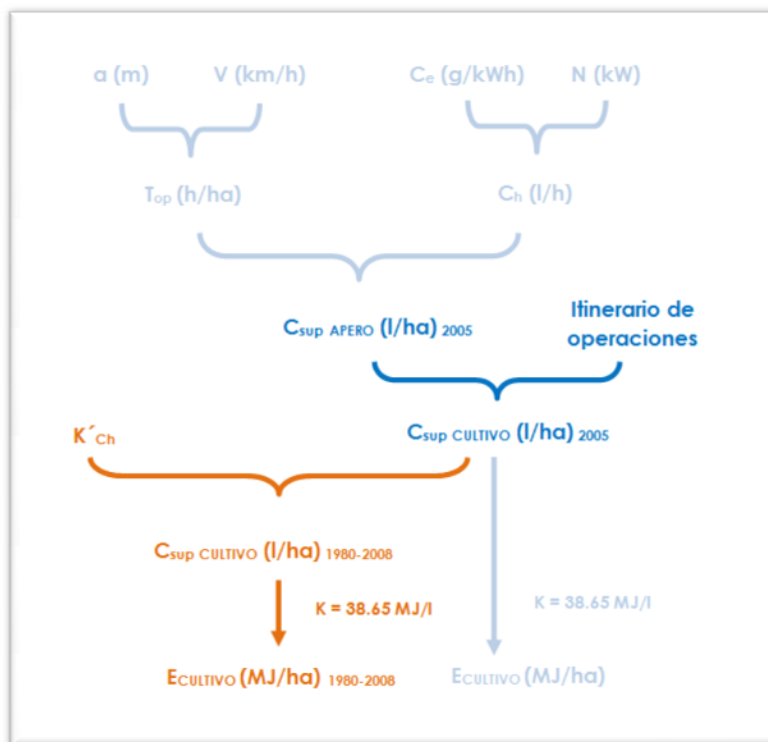 a (m) V (km/h) Ce (g/kWh) N (kW)
Top (h/ha) Ch (l/h)
Csup APERO (l/ha) 2005
Itinerario de
operaciones
K´Ch
Csup CULTIVO (l/ha) 2005
Csup CULTIVO (l/ha) 1980-2008
K = 38.65 MJ/l
K = 38.65 MJ/l
ECULTIVO (MJ/ha) 1980-2008
ECULTIVO (MJ/ha)